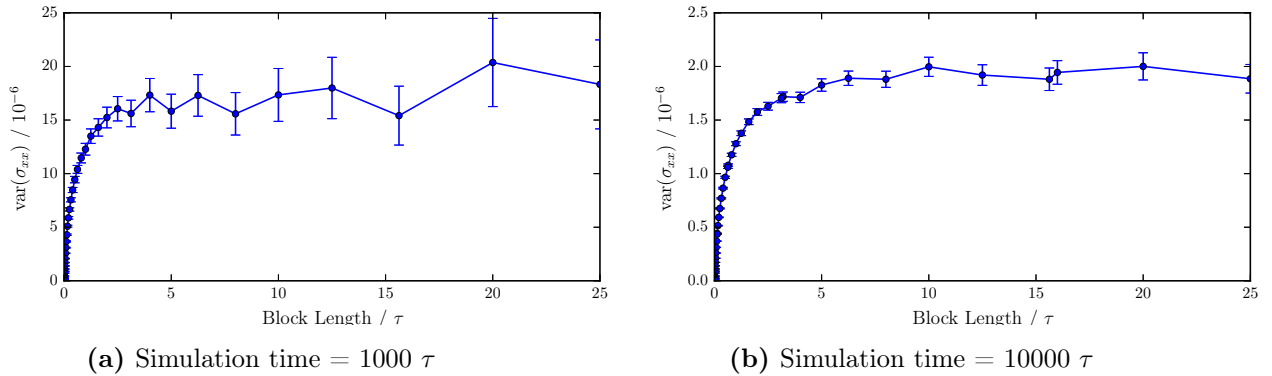 25
20
15
10
5
0
var(σxx) / 10⁻⁶
0 5 10 15 20 25
Block Length / τ
(a) Simulation time = 1000 τ
2.5
2.0
1.5
1.0
0.5
0.0
var(σxx) / 10⁻⁶
0 5 10 15 20 25
Block Length / τ
(b) Simulation time = 10000 τ